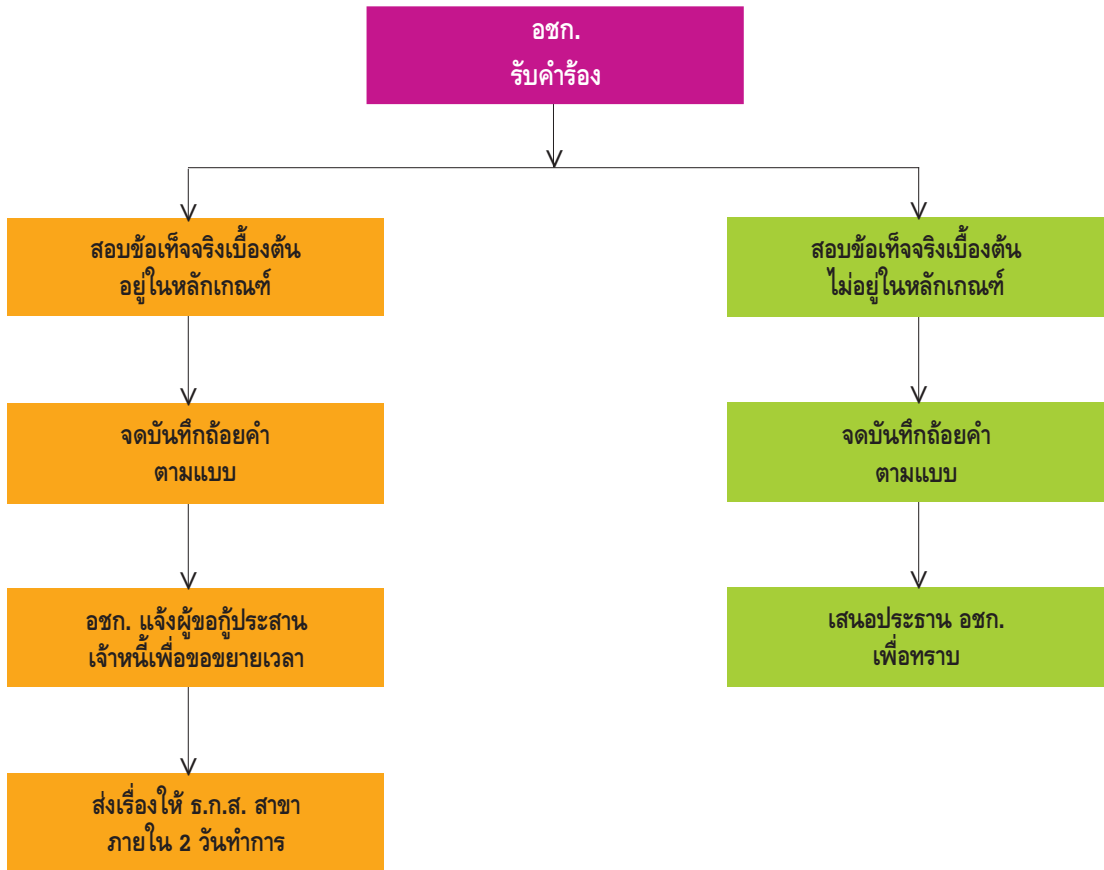 อชก.
รับคำร้อง
สอบข้อเท็จจริงเบื้องต้น
อยู่ในหลักเกณฑ์
จดบันทึกถ้อยคำ
ตามแบบ
อชก. แจ้งผู้ขอกู้ประสาน
เจ้าหนี้เพื่อขอขยายเวลา
ส่งเรื่องให้ ธ.ก.ส. สาขา
ภายใน 2 วันทำการ
สอบข้อเท็จจริงเบื้องต้น
ไม่อยู่ในหลักเกณฑ์
จดบันทึกถ้อยคำ
ตามแบบ
เสนอประธาน อชก.
เพื่อทราบ